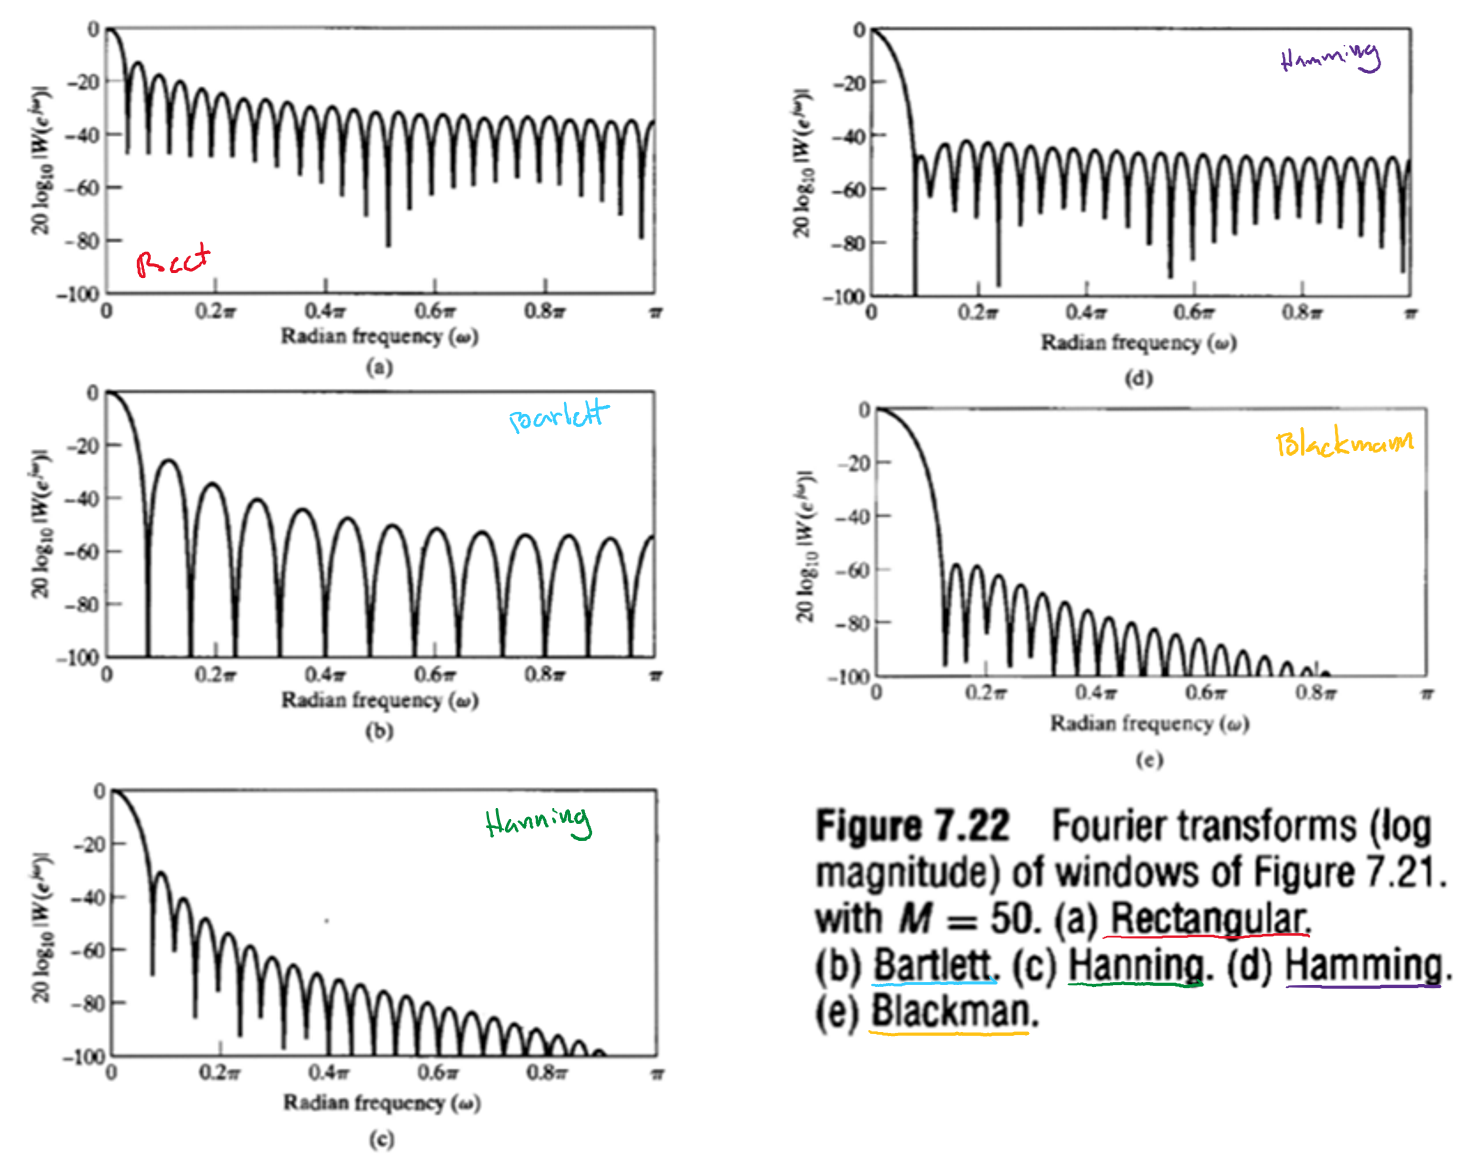 0
−20
−40
−60
−80
−100
20 log₁₀ |W(e^{jω})|
Rect
0
0.2π
0.4π
0.6π
0.8π
π
Radian frequency (ω)
(a)
0
−20
−40
−60
−80
−100
20 log₁₀ |W(e^{jω})|
Barlett
0
0.2π
0.4π
0.6π
0.8π
π
Radian frequency (ω)
(b)
0
−20
−40
−60
−80
−100
20 log₁₀ |W(e^{jω})|
Hanning
0
0.2π
0.4π
0.6π
0.8π
π
Radian frequency (ω)
(c)
0
−20
−40
−60
−80
−100
20 log₁₀ |W(e^{jω})|
Hamming
0
0.2π
0.4π
0.6π
0.8π
π
Radian frequency (ω)
(d)
0
−20
−40
−60
−80
−100
20 log₁₀ |W(e^{jω})|
Blackmann
0
0.2π
0.4π
0.6π
0.8π
π
Radian frequency (ω)
(e)
Figure 7.22 Fourier transforms (log
magnitude) of windows of Figure 7.21.
with M = 50. (a) Rectangular.
(b) Bartlett. (c) Hanning. (d) Hamming.
(e) Blackman.